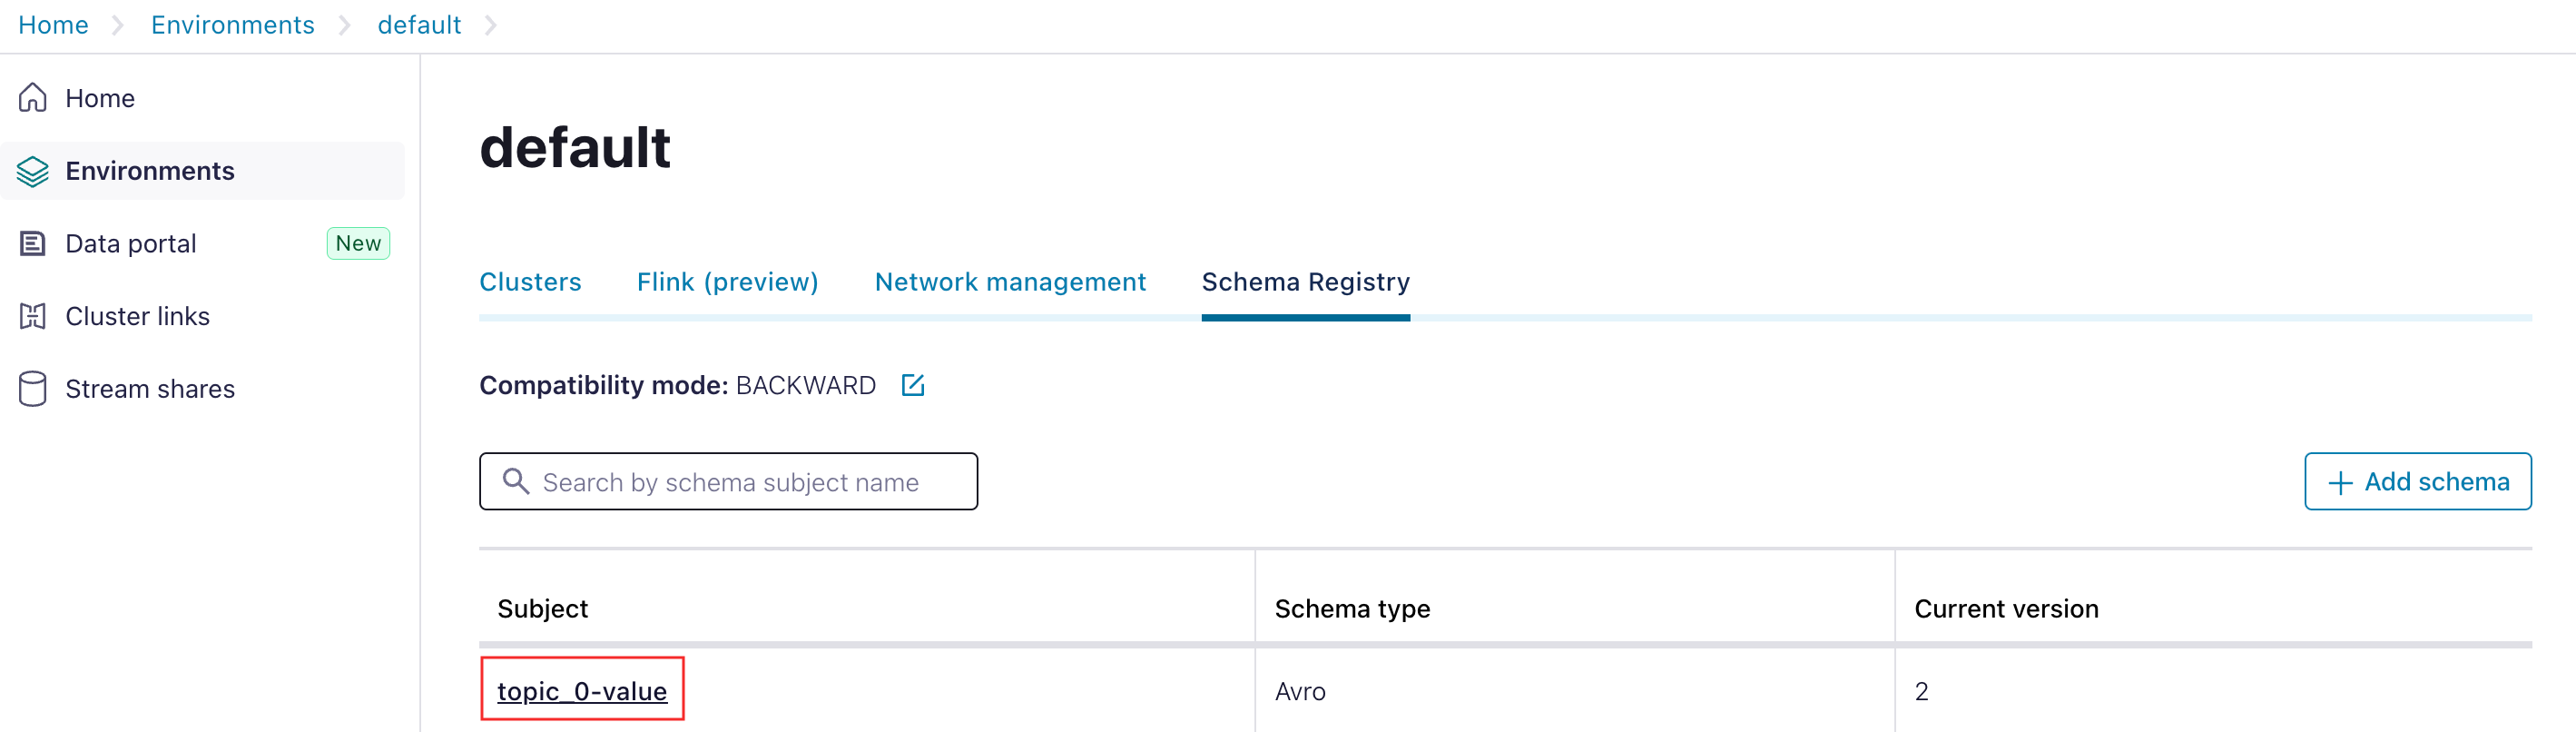 Home Environments default
Home
Environments
Data portal New
Cluster links
Stream shares
default
Clusters Flink (preview) Network management Schema Registry
Compatibility mode: BACKWARD
Search by schema subject name
Add schema
Subject Schema type Current version
topic_0-value Avro 2